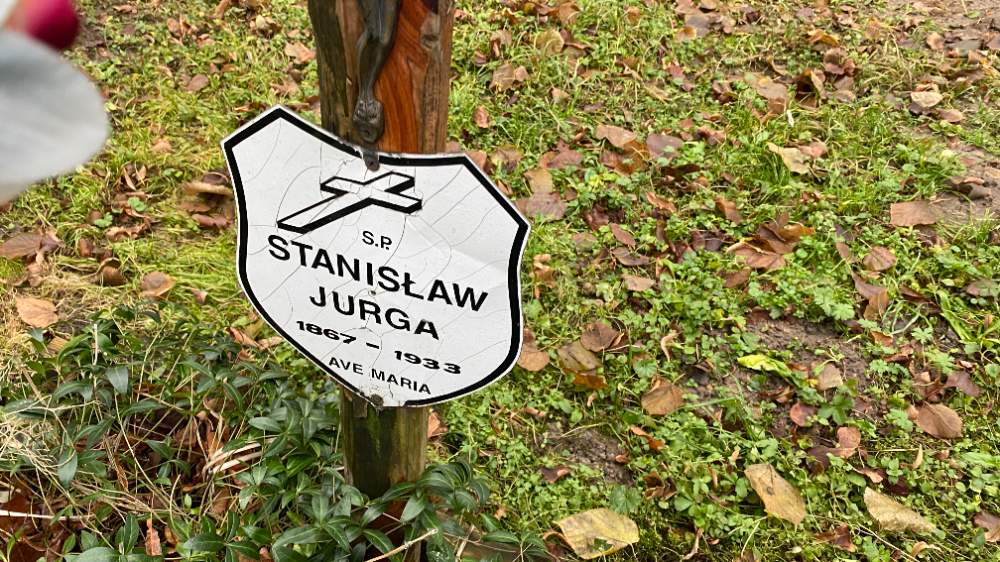 S.P.
STANISŁAW
JURGA
1867 - 1933
AVE MARIA